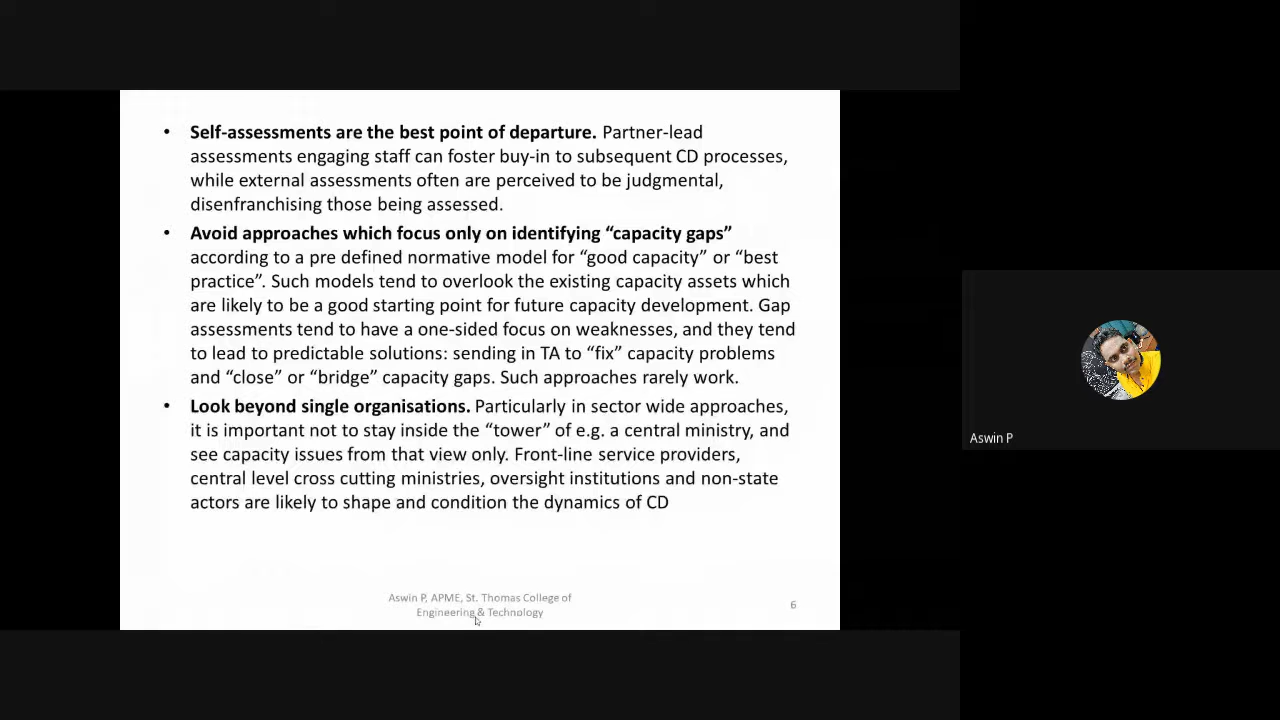 • Self-assessments are the best point of departure. Partner-lead
assessments engaging staff can foster buy-in to subsequent CD processes,
while external assessments often are perceived to be judgmental,
disenfranchising those being assessed.
• Avoid approaches which focus only on identifying “capacity gaps”
according to a pre defined normative model for “good capacity” or “best
practice”. Such models tend to overlook the existing capacity assets which
are likely to be a good starting point for future capacity development. Gap
assessments tend to have a one-sided focus on weaknesses, and they tend
to lead to predictable solutions: sending in TA to “fix” capacity problems
and “close” or “bridge” capacity gaps. Such approaches rarely work.
• Look beyond single organisations. Particularly in sector wide approaches,
it is important not to stay inside the “tower” of e.g. a central ministry, and
see capacity issues from that view only. Front-line service providers,
central level cross cutting ministries, oversight institutions and non-state
actors are likely to shape and condition the dynamics of CD
Aswin P, APME, St. Thomas College of
Engineering & Technology
6
Aswin P